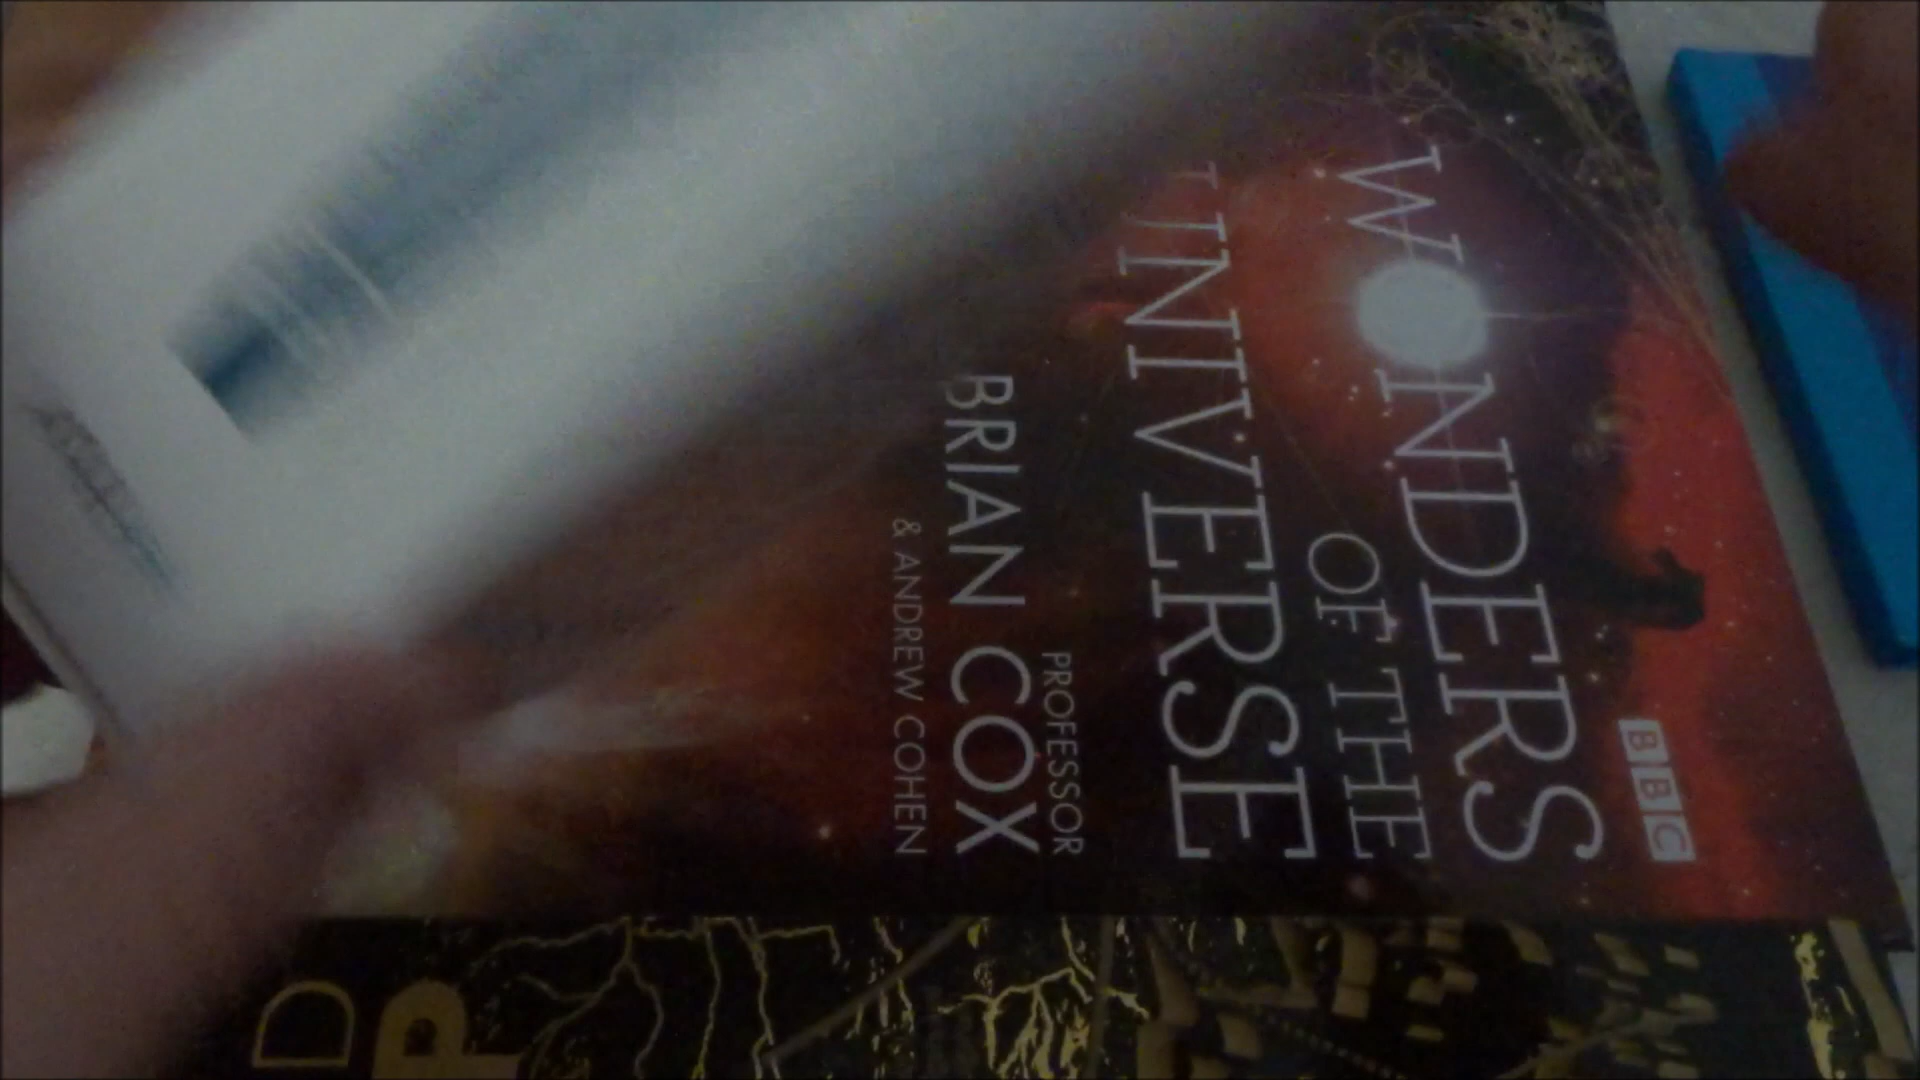 BBC
WONDERS
OF THE
UNIVERSE
PROFESSOR
BRIAN COX
& ANDREW COHEN